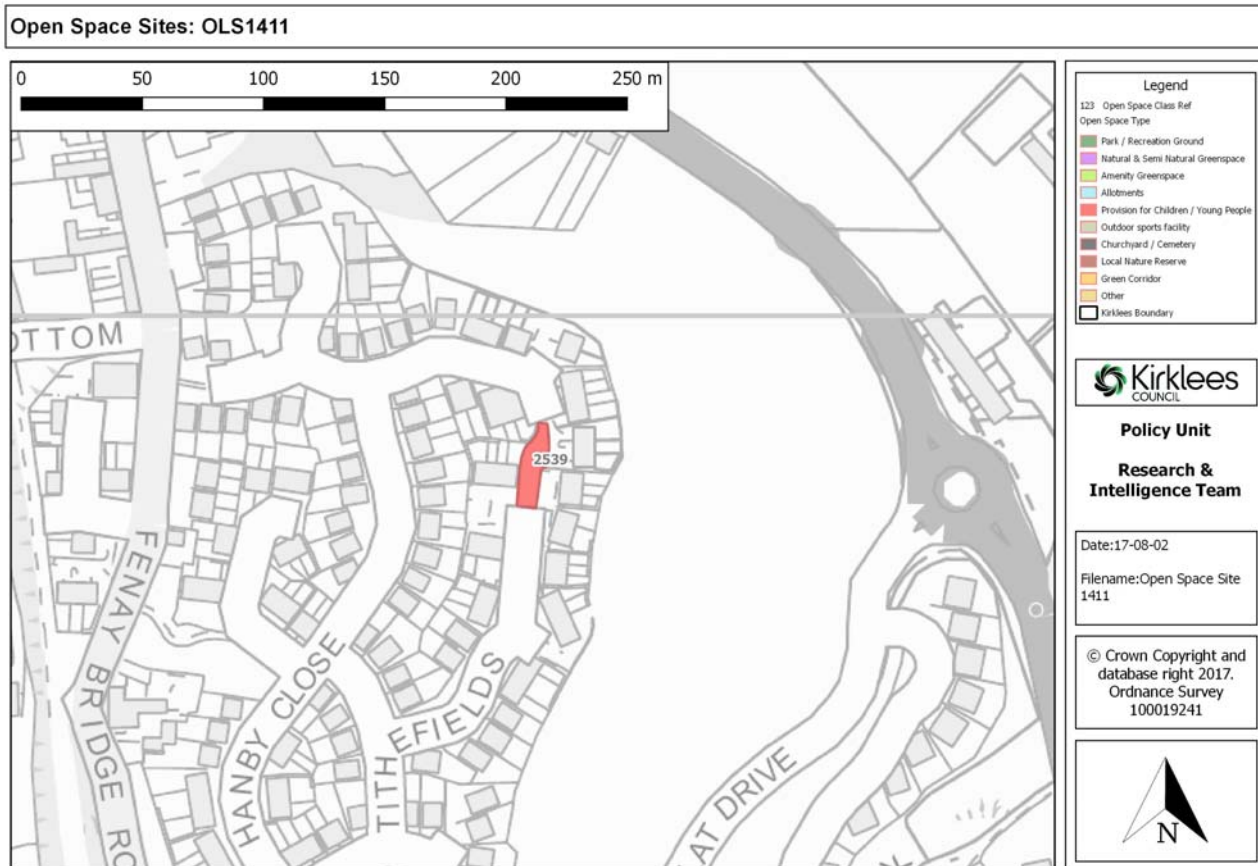 Open Space Sites: OLS1411
0 50 100 150 200 250 m
OTTOM
2539
FENAY BRIDGE RO
HANBY CLOSE
TITHEFIELDS
AT DRIVE
Legend
123 Open Space Class Ref
Open Space Type
Park / Recreation Ground
Natural & Semi Natural Greenspace
Amenity Greenspace
Allotments
Provision for Children / Young People
Outdoor sports facility
Churchyard / Cemetery
Local Nature Reserve
Green Corridor
Other
Kirklees Boundary
Kirklees
COUNCIL
Policy Unit
Research &
Intelligence Team
Date:17-08-02
Filename:Open Space Site
1411
© Crown Copyright and
database right 2017.
Ordnance Survey
100019241
N